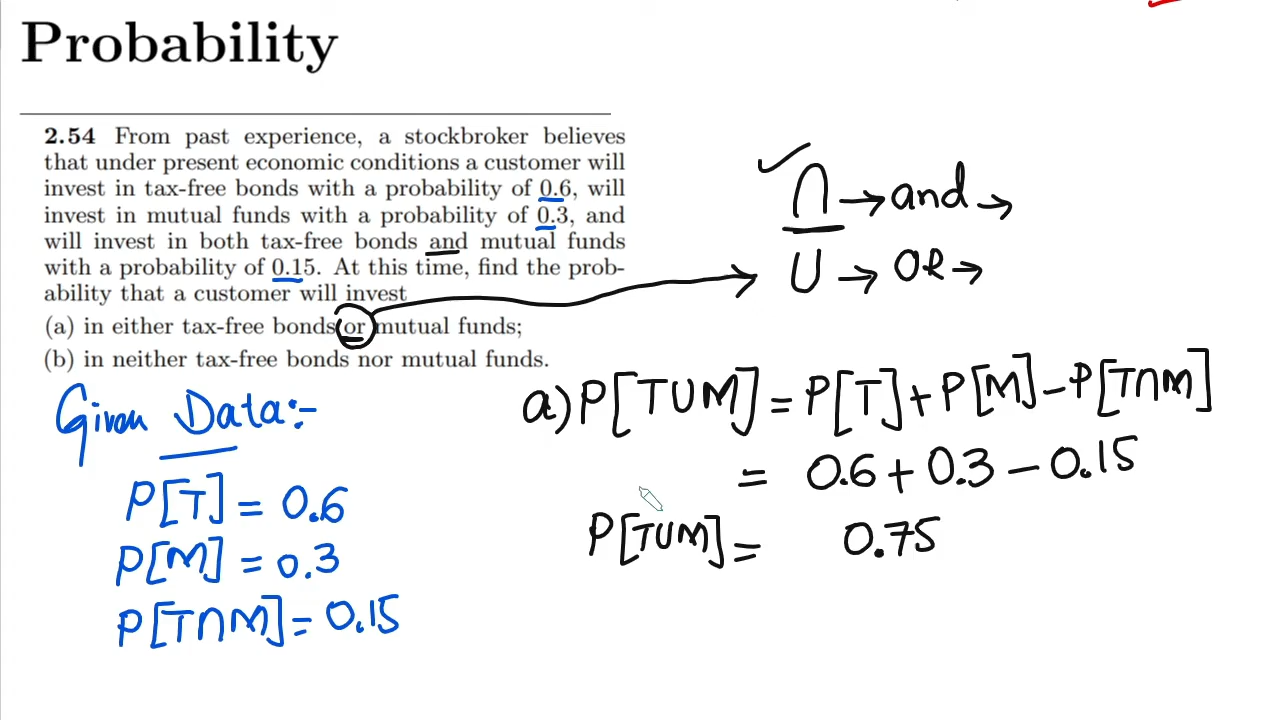 Probability
2.54 From past experience, a stockbroker believes
that under present economic conditions a customer will
invest in tax-free bonds with a probability of 0.6, will
invest in mutual funds with a probability of 0.3, and
will invest in both tax-free bonds and mutual funds
with a probability of 0.15. At this time, find the prob-
ability that a customer will invest
(a) in either tax-free bonds or mutual funds;
(b) in neither tax-free bonds nor mutual funds.
∩ → and →
U → OR →
Given Data:-
P[T] = 0.6
P[M] = 0.3
P[T∩M] = 0.15
a) P[TUM] = P[T] + P[M] - P[T∩M]
= 0.6 + 0.3 - 0.15
P[TUM] = 0.75